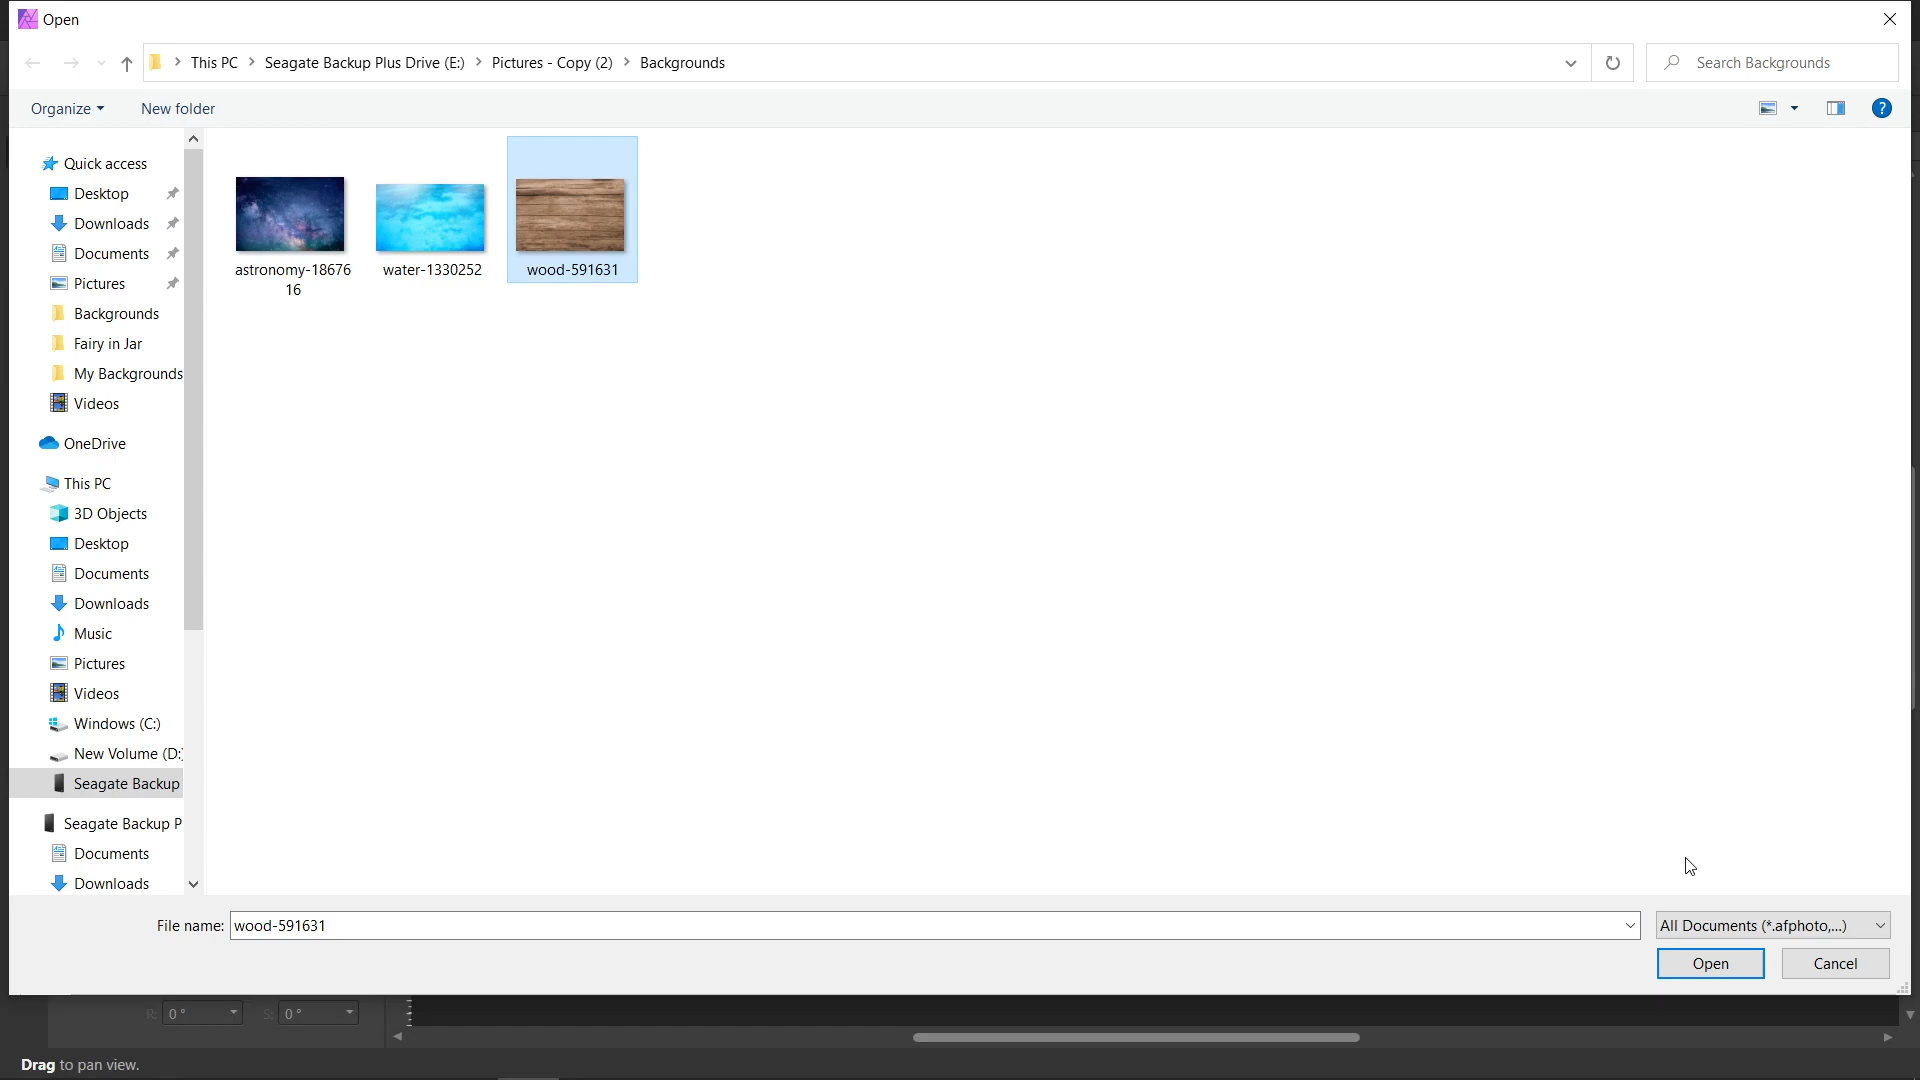 Open
This PC
Seagate Backup Plus Drive (E:)
Pictures - Copy (2)
Backgrounds
Search Backgrounds
Organize
New folder
?
Quick access
Desktop
Downloads
Documents
Pictures
Backgrounds
Fairy in Jar
My Backgrounds
Videos
OneDrive
This PC
3D Objects
Desktop
Documents
Downloads
Music
Pictures
Videos
Windows (C:)
New Volume (D:
Seagate Backup
Seagate Backup P
Documents
Downloads
astronomy-18676
16
water-1330252
wood-591631
File name: wood-591631
All Documents (*.afphoto,...)
Open
Cancel
R: 0 °
S: 0 °
Drag to pan view.